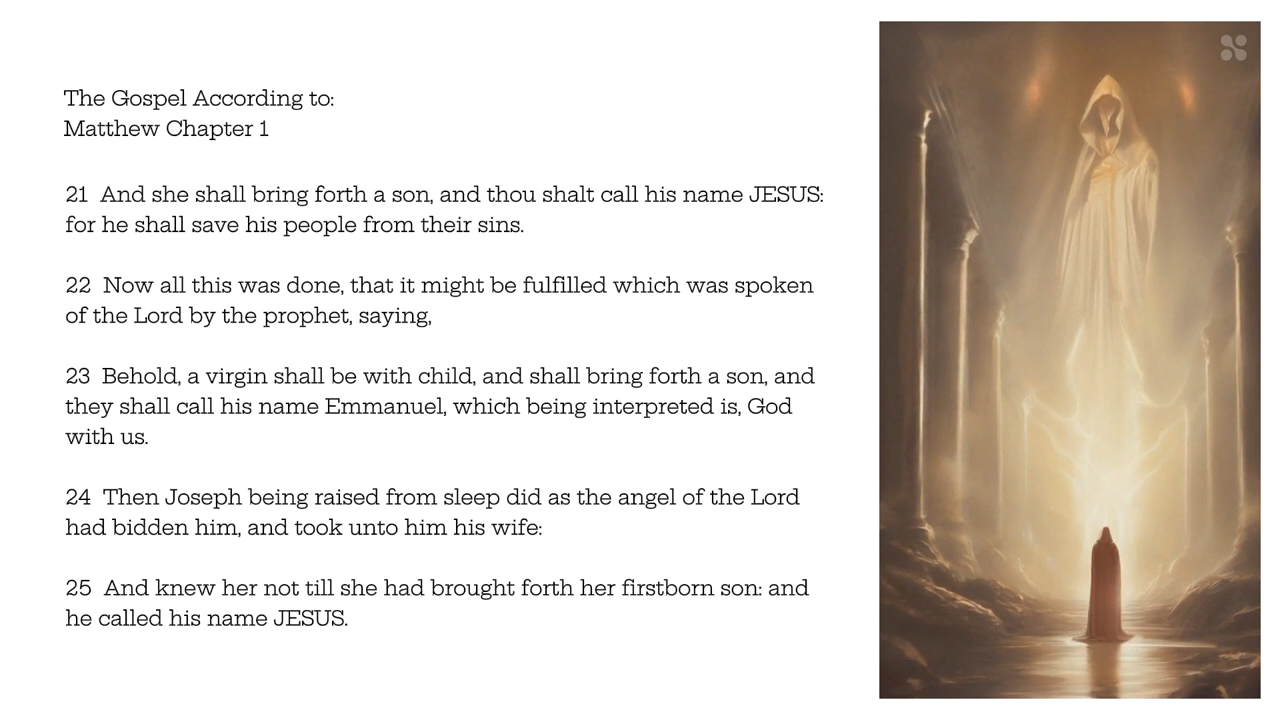 The Gospel According to:
Matthew Chapter 1
21 And she shall bring forth a son, and thou shalt call his name JESUS:
for he shall save his people from their sins.
22 Now all this was done, that it might be fulfilled which was spoken
of the Lord by the prophet, saying,
23 Behold, a virgin shall be with child, and shall bring forth a son, and
they shall call his name Emmanuel, which being interpreted is, God
with us.
24 Then Joseph being raised from sleep did as the angel of the Lord
had bidden him, and took unto him his wife:
25 And knew her not till she had brought forth her firstborn son: and
he called his name JESUS.